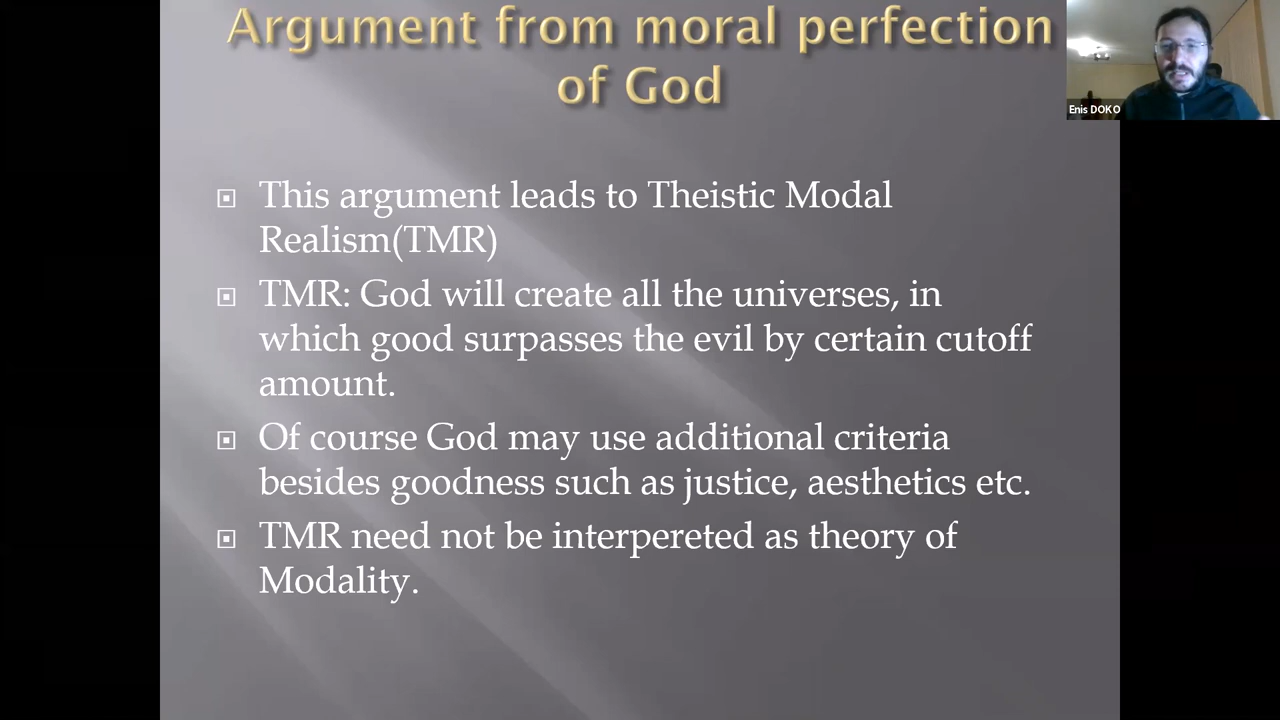 Argument from moral perfection
of God
Enis DOKO
This argument leads to Theistic Modal
Realism(TMR)
TMR: God will create all the universes, in
which good surpasses the evil by certain cutoff
amount.
Of course God may use additional criteria
besides goodness such as justice, aesthetics etc.
TMR need not be interpereted as theory of
Modality.